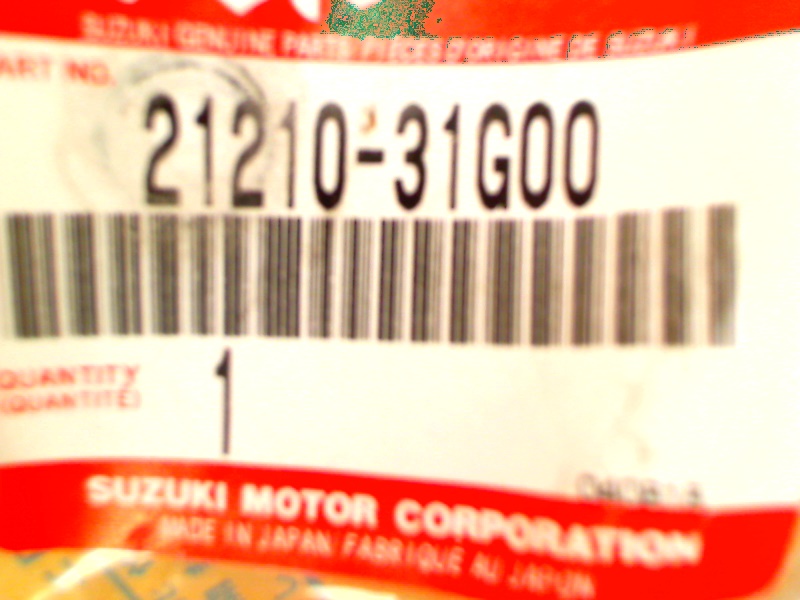 SUZUKI GENUINE PARTS PIECES D'ORIGINE DE SUZUKI
ART NO.
21210-31G00
QUANTITY
(QUANTITÉ)
1
SUZUKI MOTOR CORPORATION
MADE IN JAPAN FABRIQUE AU JAPON